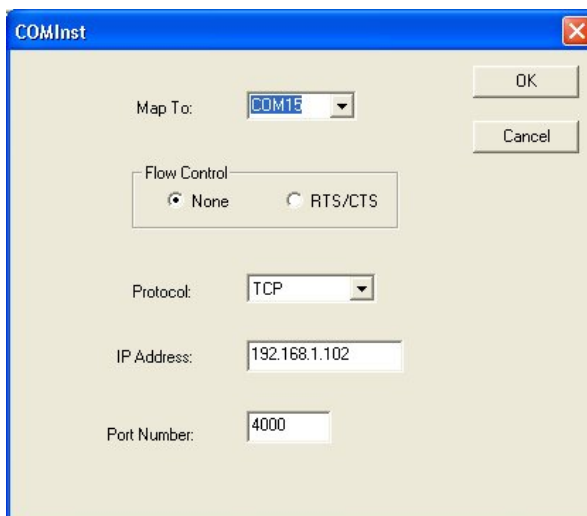 COMInst
OK
Map To: COM15
Cancel
Flow Control
None RTS/CTS
Protocol: TCP
IP Address: 192.168.1.102
Port Number: 4000